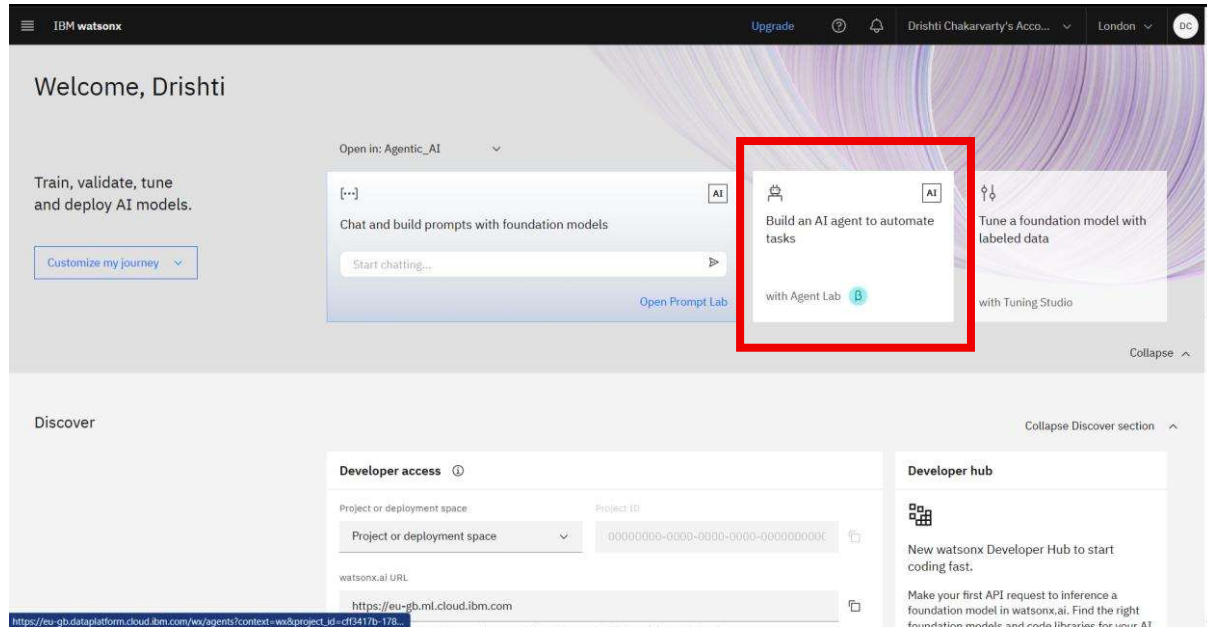 IBM watsonx
Upgrade
Drishti Chakarvarty's Acco...
London
DC
Welcome, Drishti
Open in: Agentic_AI
Train, validate, tune
and deploy AI models.
Customize my journey
[...]
AI
Chat and build prompts with foundation models
Start chatting...
Open Prompt Lab
AI
Build an AI agent to automate
tasks
with Agent Lab β
Tune a foundation model with
labeled data
with Tuning Studio
Collapse
Discover
Collapse Discover section
Developer access
Project or deployment space
Project or deployment space
Project ID
00000000-0000-0000-0000-000000000C
watsonx.ai URL
https://eu-gb.ml.cloud.ibm.com
Developer hub
New watsonx Developer Hub to start
coding fast.
Make your first API request to inference a
foundation model in watsonx.ai. Find the right
foundation models and code libraries for your AI
https://eu-gb.dataplatform.cloud.ibm.com/wx/agents?context=wx&project_id=cff3417b-178...